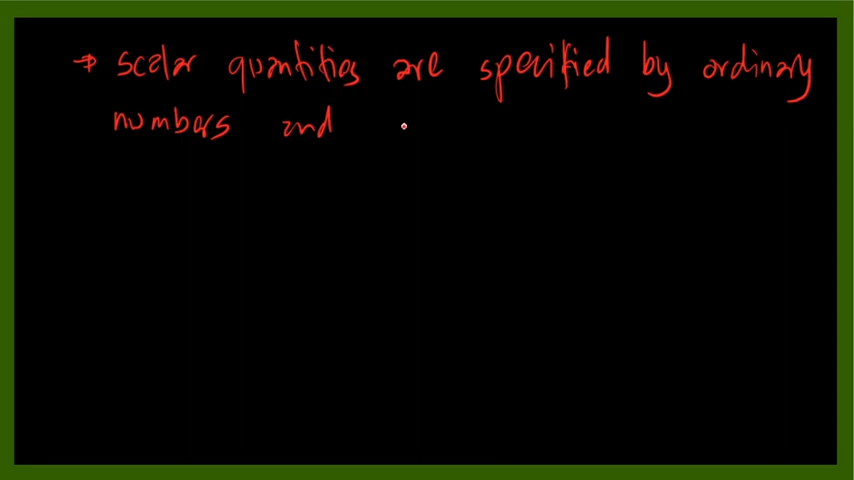 → scalar quantities are specified by ordinary
numbers and